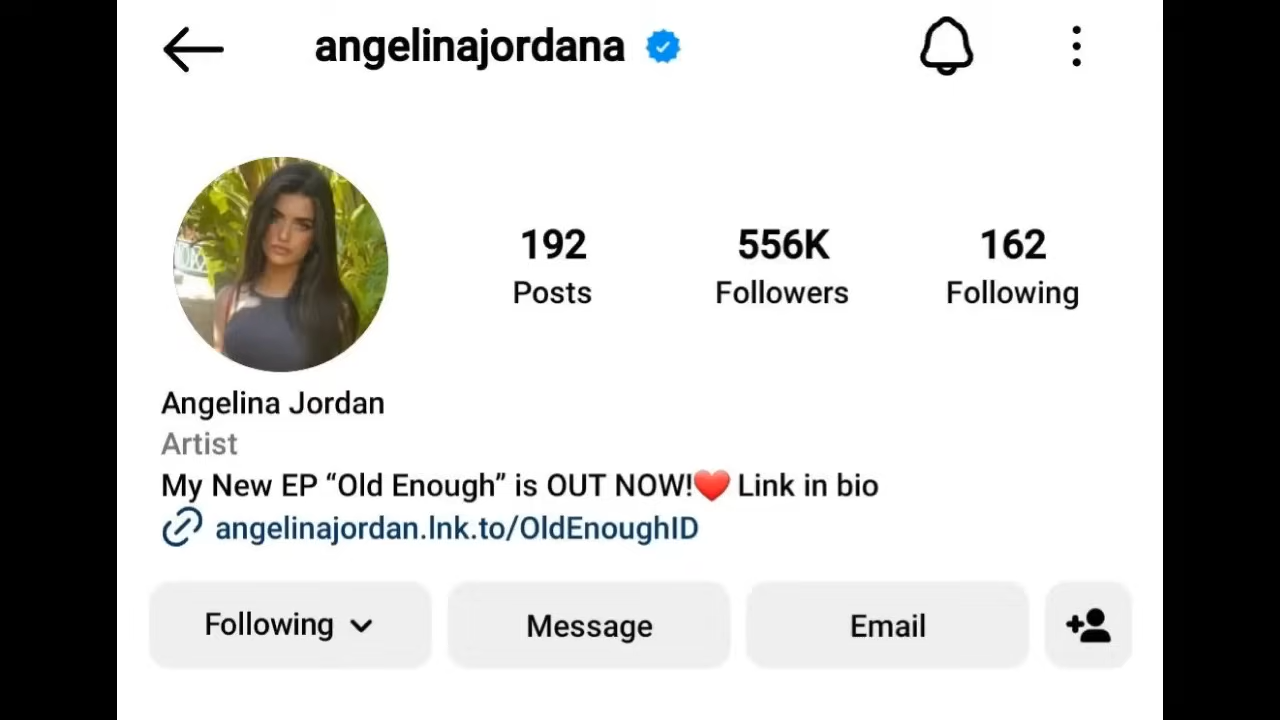 angelinajordana
192
556K
162
Posts
Followers
Following
Angelina Jordan
Artist
My New EP “Old Enough” is OUT NOW!❤️ Link in bio
angelinajordan.lnk.to/OldEnoughID
Following
Message
Email